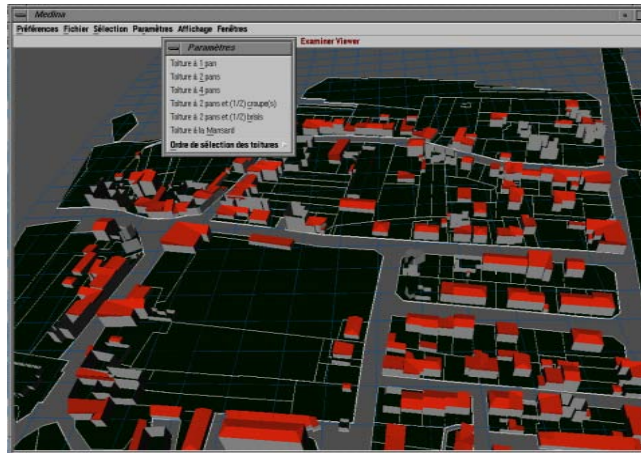 Medina
Préférences Fichier Sélection Paramètres Affichage Fenêtres
Examiner Viewer
Paramètres
Toiture à 1 pan
Toiture à 2 pans
Toiture à 4 pans
Toiture à 2 pans et (1/2) croupe(s)
Toiture à 2 pans et (1/2) brisis
Toiture à la Mansard
Ordre de sélection des toitures